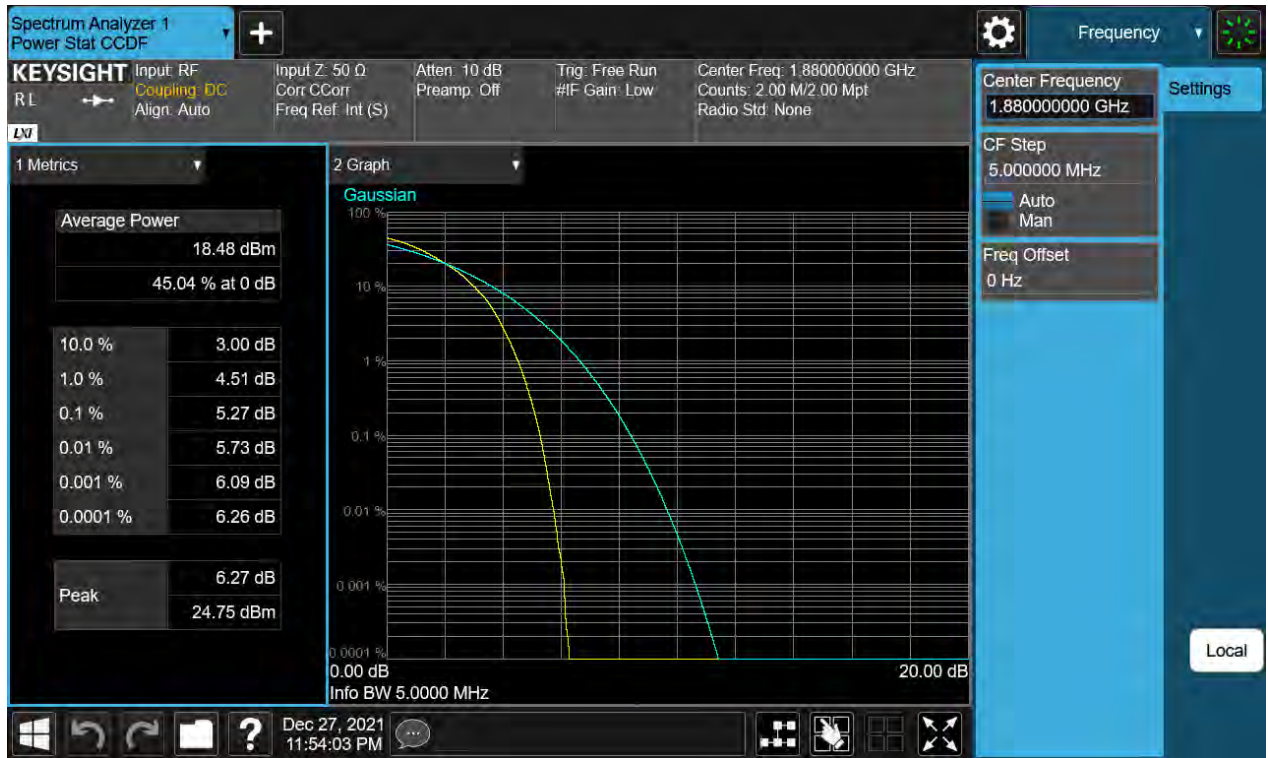 Spectrum Analyzer 1
Power Stat CCDF
Frequency
KEYSIGHT
RL
LXI
Input: RF
Coupling: DC
Align: Auto
Input Z: 50 Ω
Corr CCorr
Freq Ref: Int (S)
Atten: 10 dB
Preamp: Off
Trig: Free Run
#IF Gain: Low
Center Freq: 1.880000000 GHz
Counts: 2.00 M/2.00 Mpt
Radio Std: None
1 Metrics
Average Power
18.48 dBm
45.04 % at 0 dB
10.0 % 3.00 dB
1.0 % 4.51 dB
0.1 % 5.27 dB
0.01 % 5.73 dB
0.001 % 6.09 dB
0.0001 % 6.26 dB
Peak
6.27 dB
24.75 dBm
2 Graph
Gaussian
100 %
10 %
1 %
0.1 %
0.01 %
0.001 %
0.0001 %
0.00 dB 20.00 dB
Info BW 5.0000 MHz
Center Frequency
1.880000000 GHz
CF Step
5.000000 MHz
Auto
Man
Freq Offset
0 Hz
Settings
Local
Dec 27, 2021
11:54:03 PM